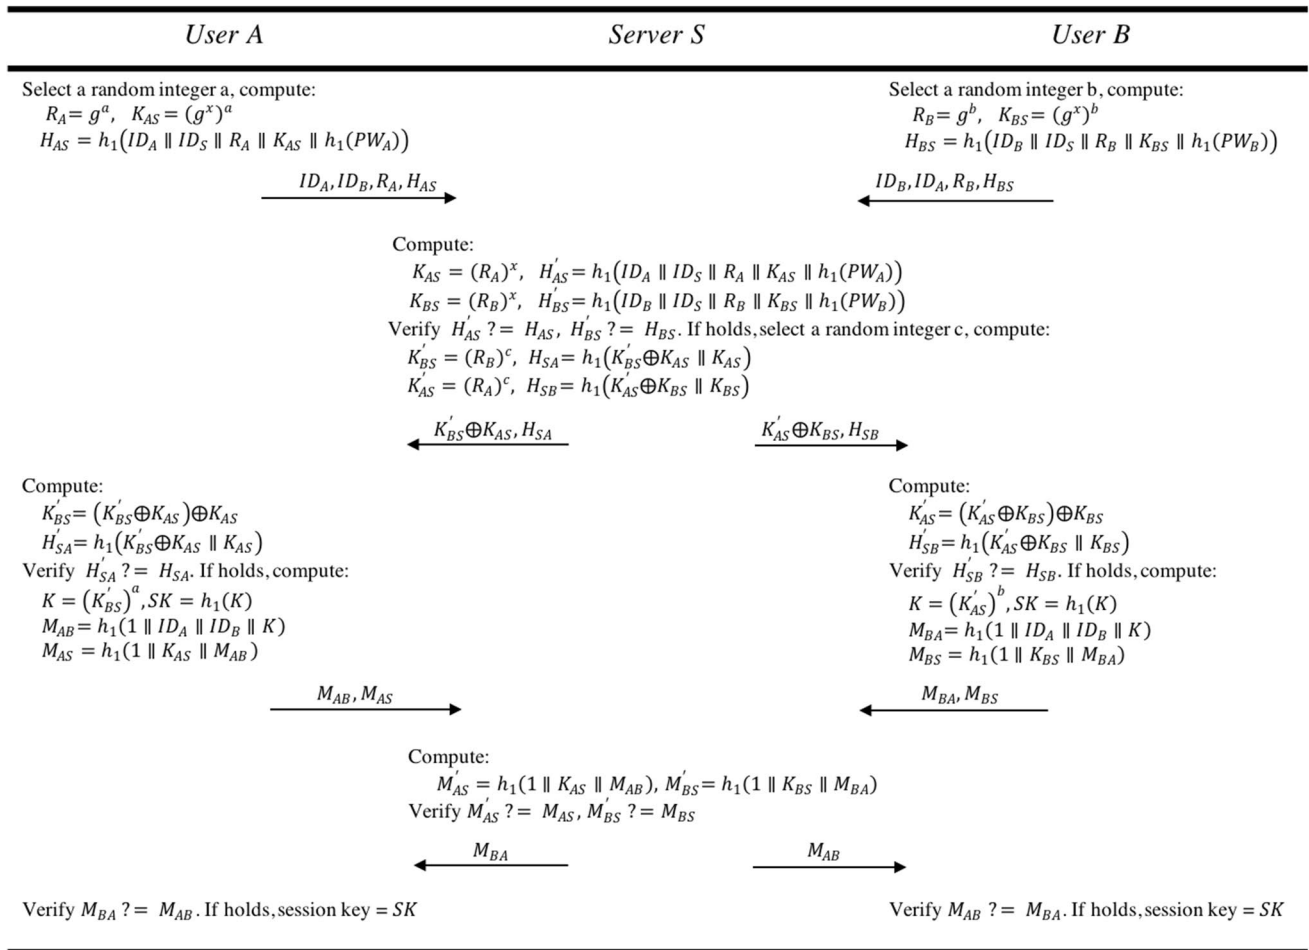 User A Server S User B
Select a random integer a, compute:
R_A= g^a, K_AS = (g^x)^a
H_AS = h_1(ID_A ∥ ID_S ∥ R_A ∥ K_AS ∥ h_1(PW_A))
Select a random integer b, compute:
R_B= g^b, K_BS = (g^x)^b
H_BS = h_1(ID_B ∥ ID_S ∥ R_B ∥ K_BS ∥ h_1(PW_B))
ID_A, ID_B, R_A, H_AS
ID_B, ID_A, R_B, H_BS
Compute:
K_AS = (R_A)^x, H'_AS= h_1(ID_A ∥ ID_S ∥ R_A ∥ K_AS ∥ h_1(PW_A))
K_BS = (R_B)^x, H'_BS= h_1(ID_B ∥ ID_S ∥ R_B ∥ K_BS ∥ h_1(PW_B))
Verify H'_AS ?= H_AS, H'_BS ?= H_BS. If holds,select a random integer c, compute:
K'_BS = (R_B)^c, H_SA= h_1(K'_BS⊕K_AS ∥ K_AS)
K'_AS = (R_A)^c, H_SB= h_1(K'_AS⊕K_BS ∥ K_BS)
K'_BS⊕K_AS, H_SA
K'_AS⊕K_BS, H_SB
Compute:
K'_BS= (K'_BS⊕K_AS)⊕K_AS
H'_SA= h_1(K'_BS⊕K_AS ∥ K_AS)
Verify H'_SA ?= H_SA. If holds,compute:
K = (K'_BS)^a, SK = h_1(K)
M_AB= h_1(1 ∥ ID_A ∥ ID_B ∥ K)
M_AS = h_1(1 ∥ K_AS ∥ M_AB)
Compute:
K'_AS= (K'_AS⊕K_BS)⊕K_BS
H'_SB= h_1(K'_AS⊕K_BS ∥ K_BS)
Verify H'_SB ?= H_SB. If holds, compute:
K = (K'_AS)^b, SK = h_1(K)
M_BA= h_1(1 ∥ ID_A ∥ ID_B ∥ K)
M_BS = h_1(1 ∥ K_BS ∥ M_BA)
M_AB, M_AS
M_BA, M_BS
Compute:
M'_AS = h_1(1 ∥ K_AS ∥ M_AB), M'_BS= h_1(1 ∥ K_BS ∥ M_BA)
Verify M'_AS ?= M_AS, M'_BS ?= M_BS
M_BA
M_AB
Verify M_BA ?= M_AB. If holds,session key = SK
Verify M_AB ?= M_BA. If holds,session key = SK